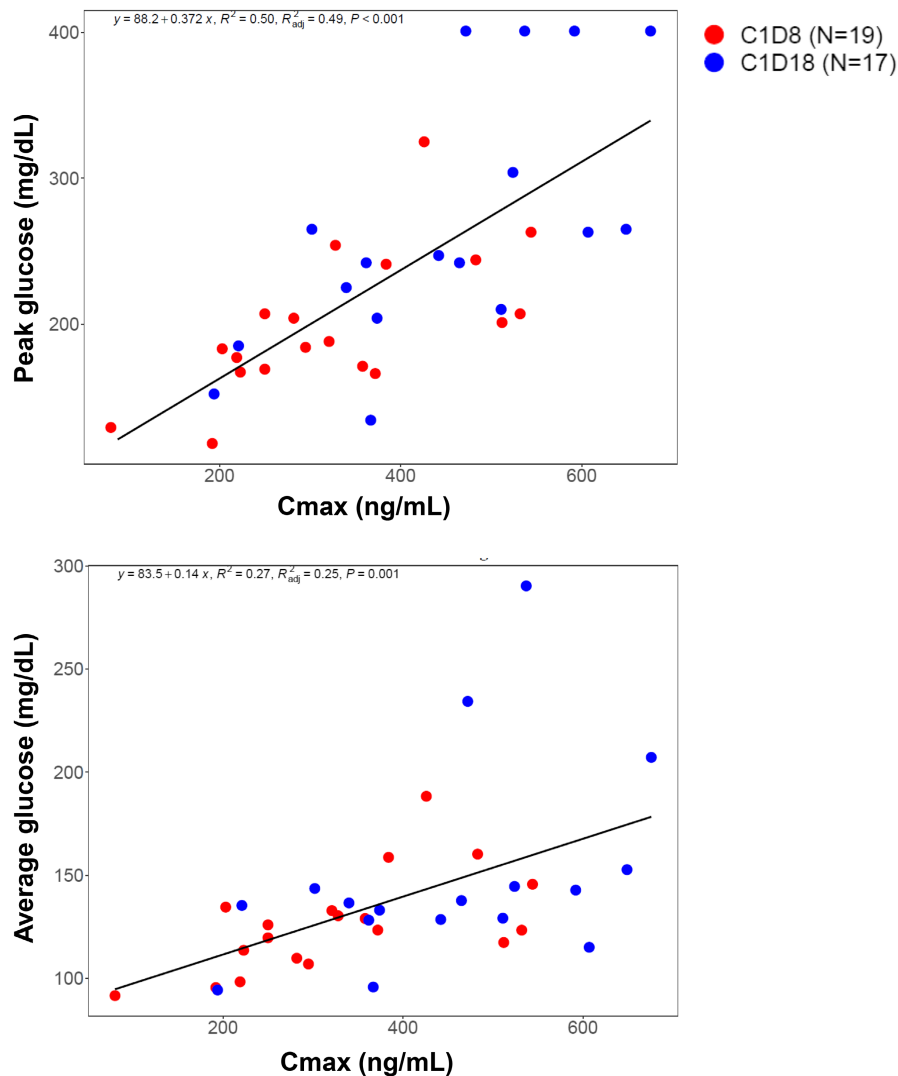 y = 88.2 + 0.372 x, R² = 0.50, R²adj = 0.49, P < 0.001
400
300
200
Peak glucose (mg/dL)
200 400 600
Cmax (ng/mL)
C1D8 (N=19)
C1D18 (N=17)
y = 83.5 + 0.14 x, R² = 0.27, R²adj = 0.25, P = 0.001
300
250
200
150
100
Average glucose (mg/dL)
200 400 600
Cmax (ng/mL)